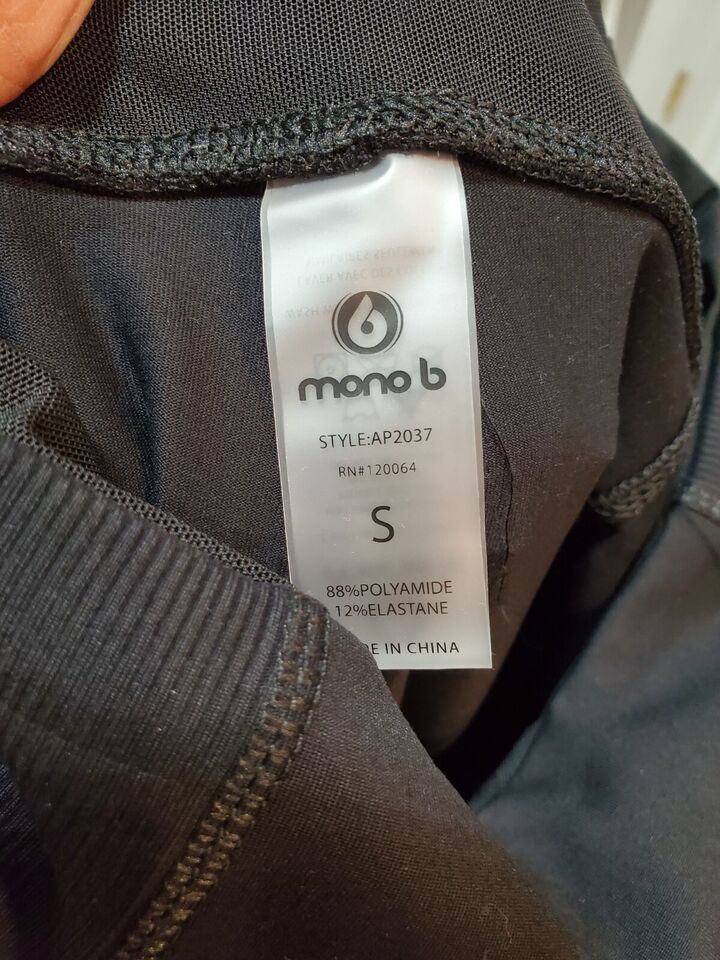 mono b
STYLE:AP2037
RN#120064
S
88%POLYAMIDE
12%ELASTANE
E IN CHINA